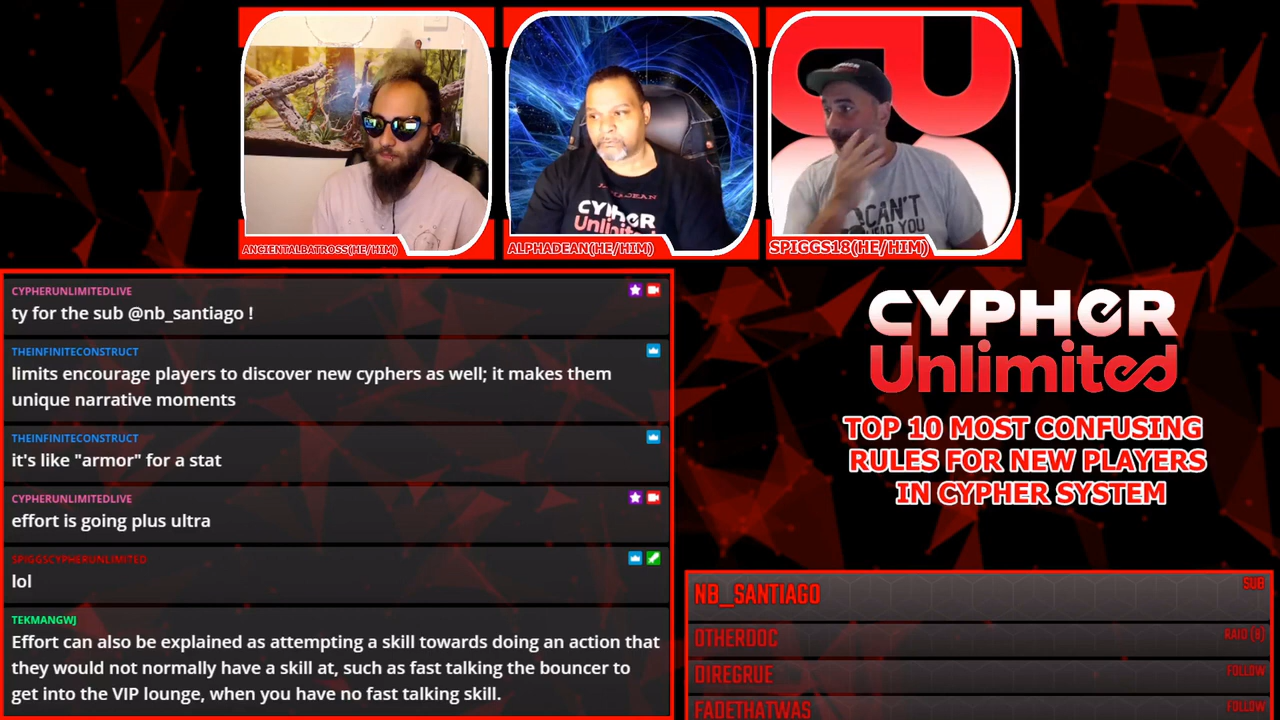 ANCIENTALBATROSS(HE/HIM)
ALPHADEAN(HE/HIM)
SPIGGS18(HE/HIM)
CYPHER
Unlimited
CAN'T
YOU
CYPHERUNLIMITEDLIVE
ty for the sub @nb_santiago !
THEINFINITECONSTRUCT
limits encourage players to discover new cyphers as well; it makes them
unique narrative moments
THEINFINITECONSTRUCT
it's like "armor" for a stat
CYPHERUNLIMITEDLIVE
effort is going plus ultra
SPIGGSCYPHERUNLIMITED
lol
TEKMANGWJ
Effort can also be explained as attempting a skill towards doing an action that
they would not normally have a skill at, such as fast talking the bouncer to
get into the VIP lounge, when you have no fast talking skill.
CYPHER
Unlimited
TOP 10 MOST CONFUSING
RULES FOR NEW PLAYERS
IN CYPHER SYSTEM
NB_SANTIAGO SUB
OTHERDOC RAID (8)
DIREGRUE FOLLOW
FADETHATWAS FOLLOW